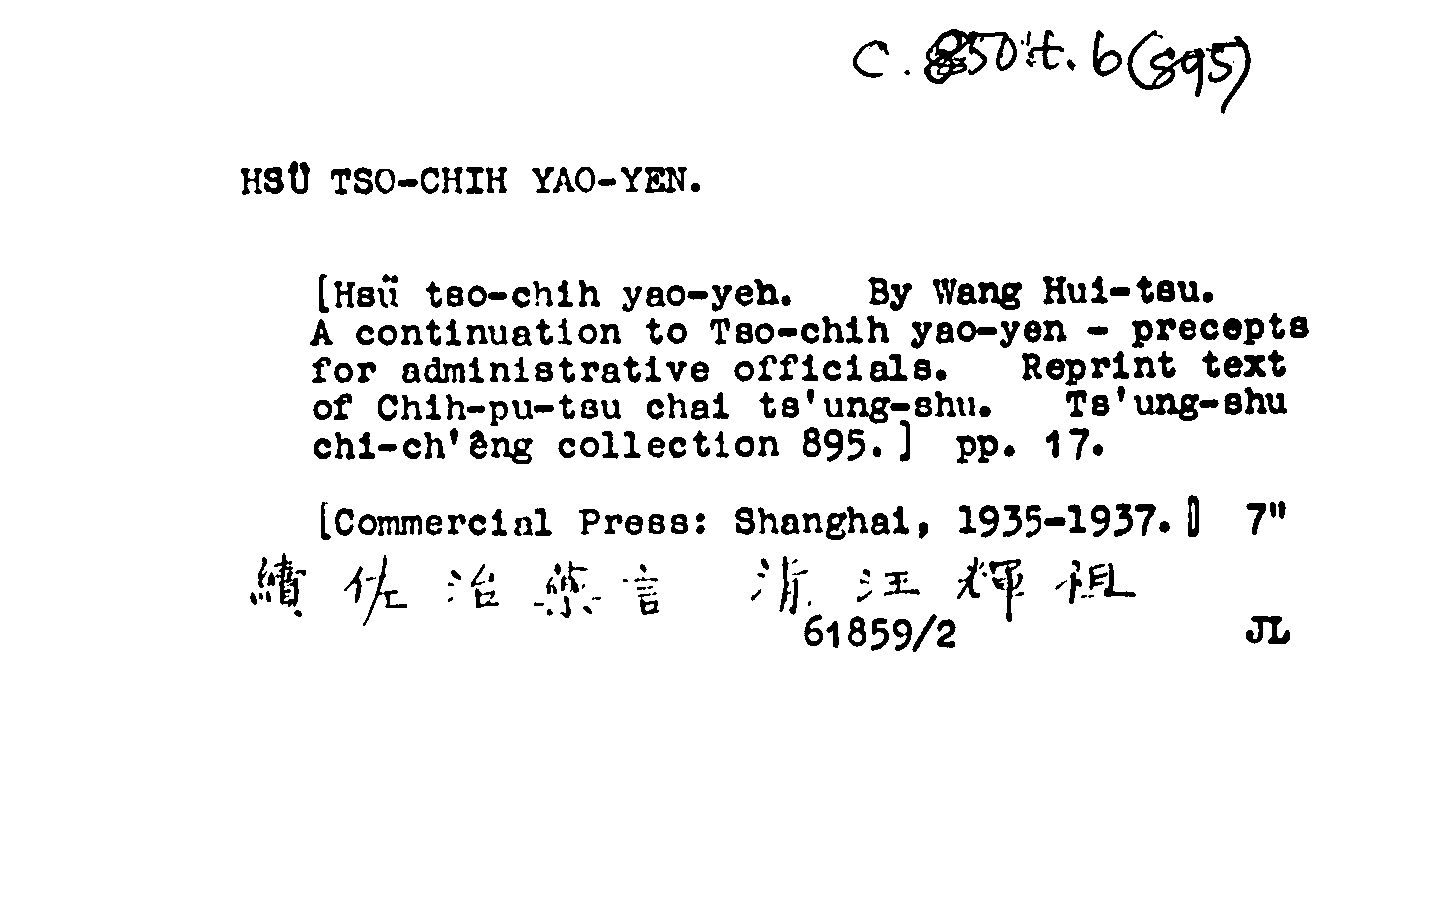 C. 850.t. b(895)
HSÜ TSO-CHIH YAO-YEN.
[Hsü tso-chih yao-yen. By Wang Hui-tsu.
A continuation to Tso-chih yao-yen - precepts
for administrative officials. Reprint text
of Chih-pu-tsu chai ts'ung-shu. Ts'ung-shu
chi-ch'êng collection 895.] pp. 17.
[Commercial Press: Shanghai, 1935-1937.] 7"
續佐治藥言 清 汪輝祖
61859/2 JL